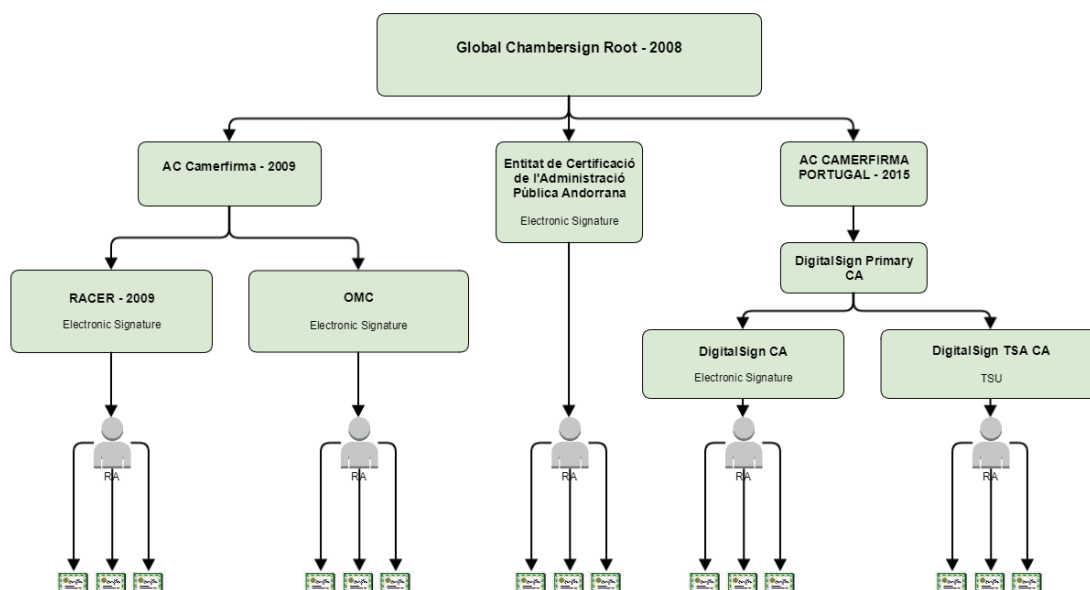 Global Chambersign Root - 2008
AC Camerfirma - 2009
Entitat de Certificació
de l'Administració
Pública Andorrana
Electronic Signature
AC CAMERFIRMA
PORTUGAL - 2015
DigitalSign Primary
CA
RACER - 2009
Electronic Signature
OMC
Electronic Signature
DigitalSign CA
Electronic Signature
DigitalSign TSA CA
TSU
RA
RA
RA
RA
RA